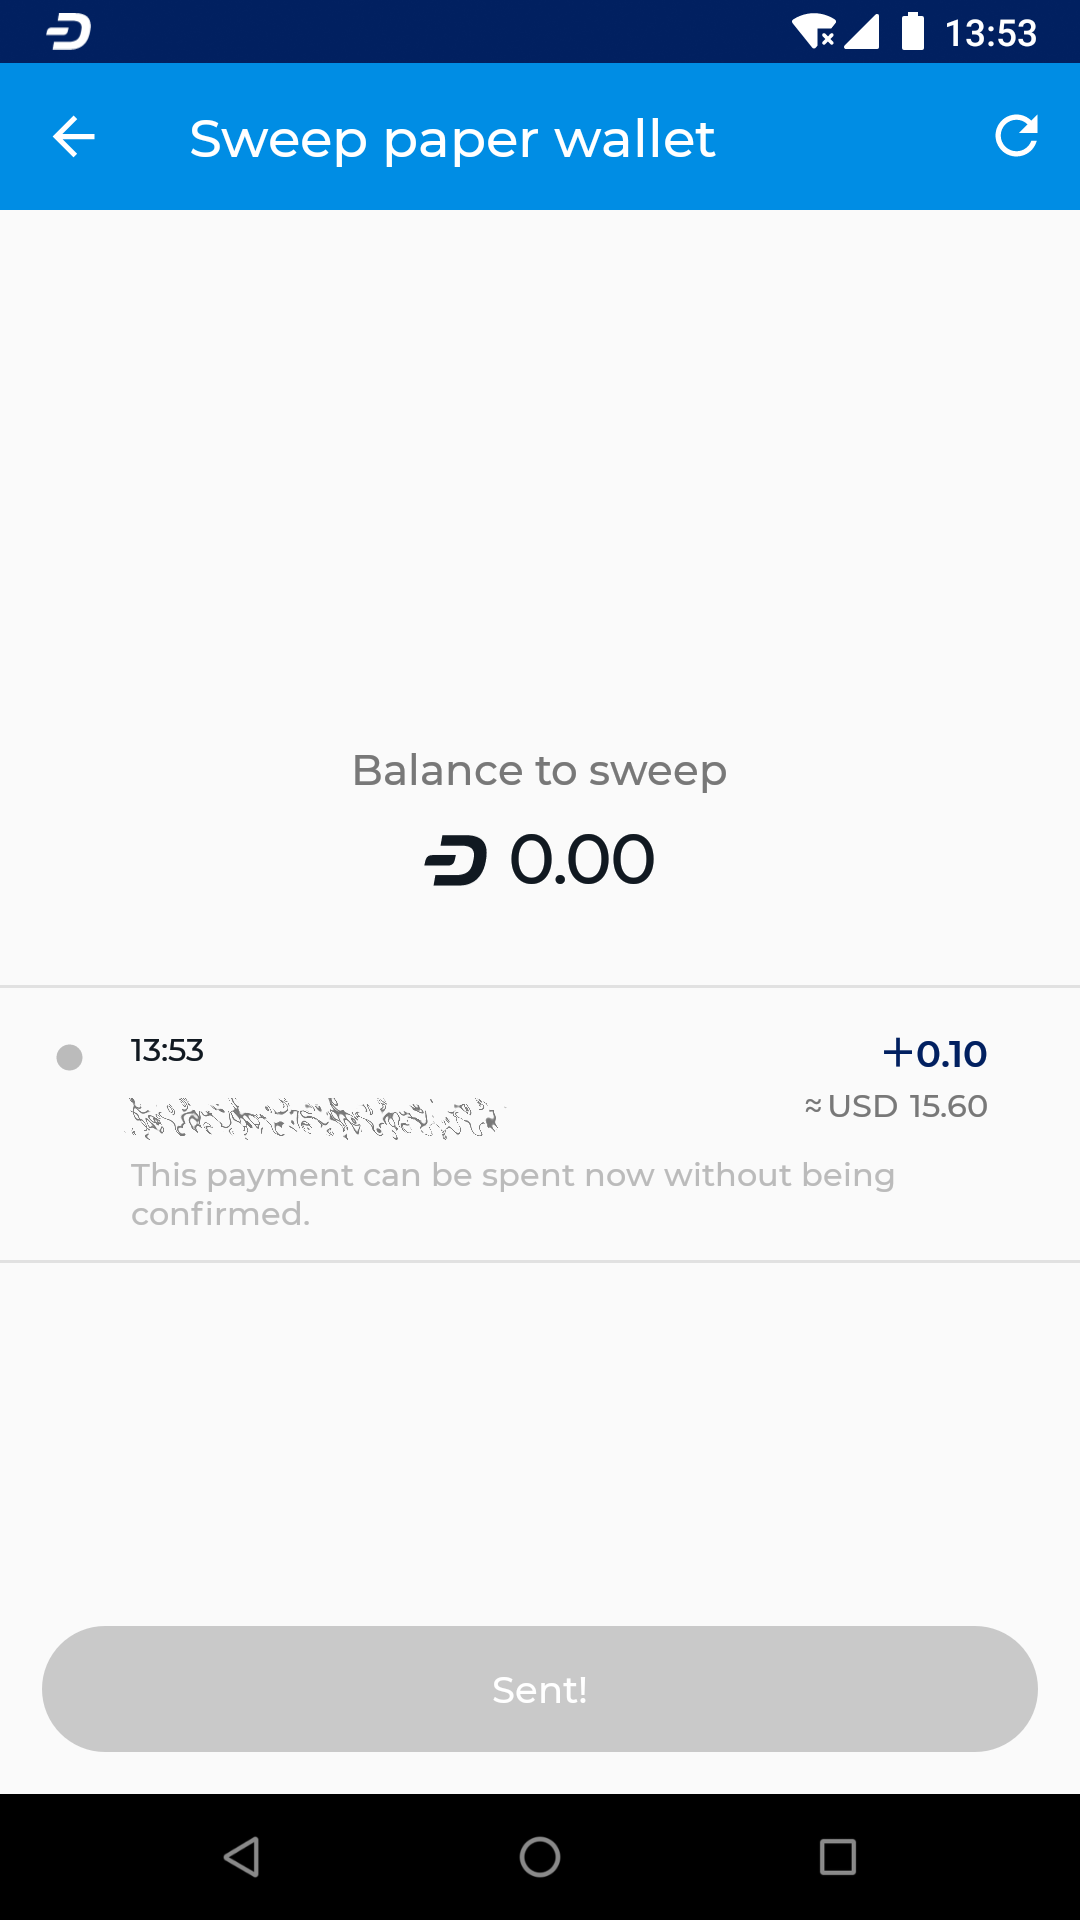 13:53
Sweep paper wallet
Balance to sweep
0.00
13:53
+0.10
≈ USD 15.60
This payment can be spent now without being
confirmed.
Sent!